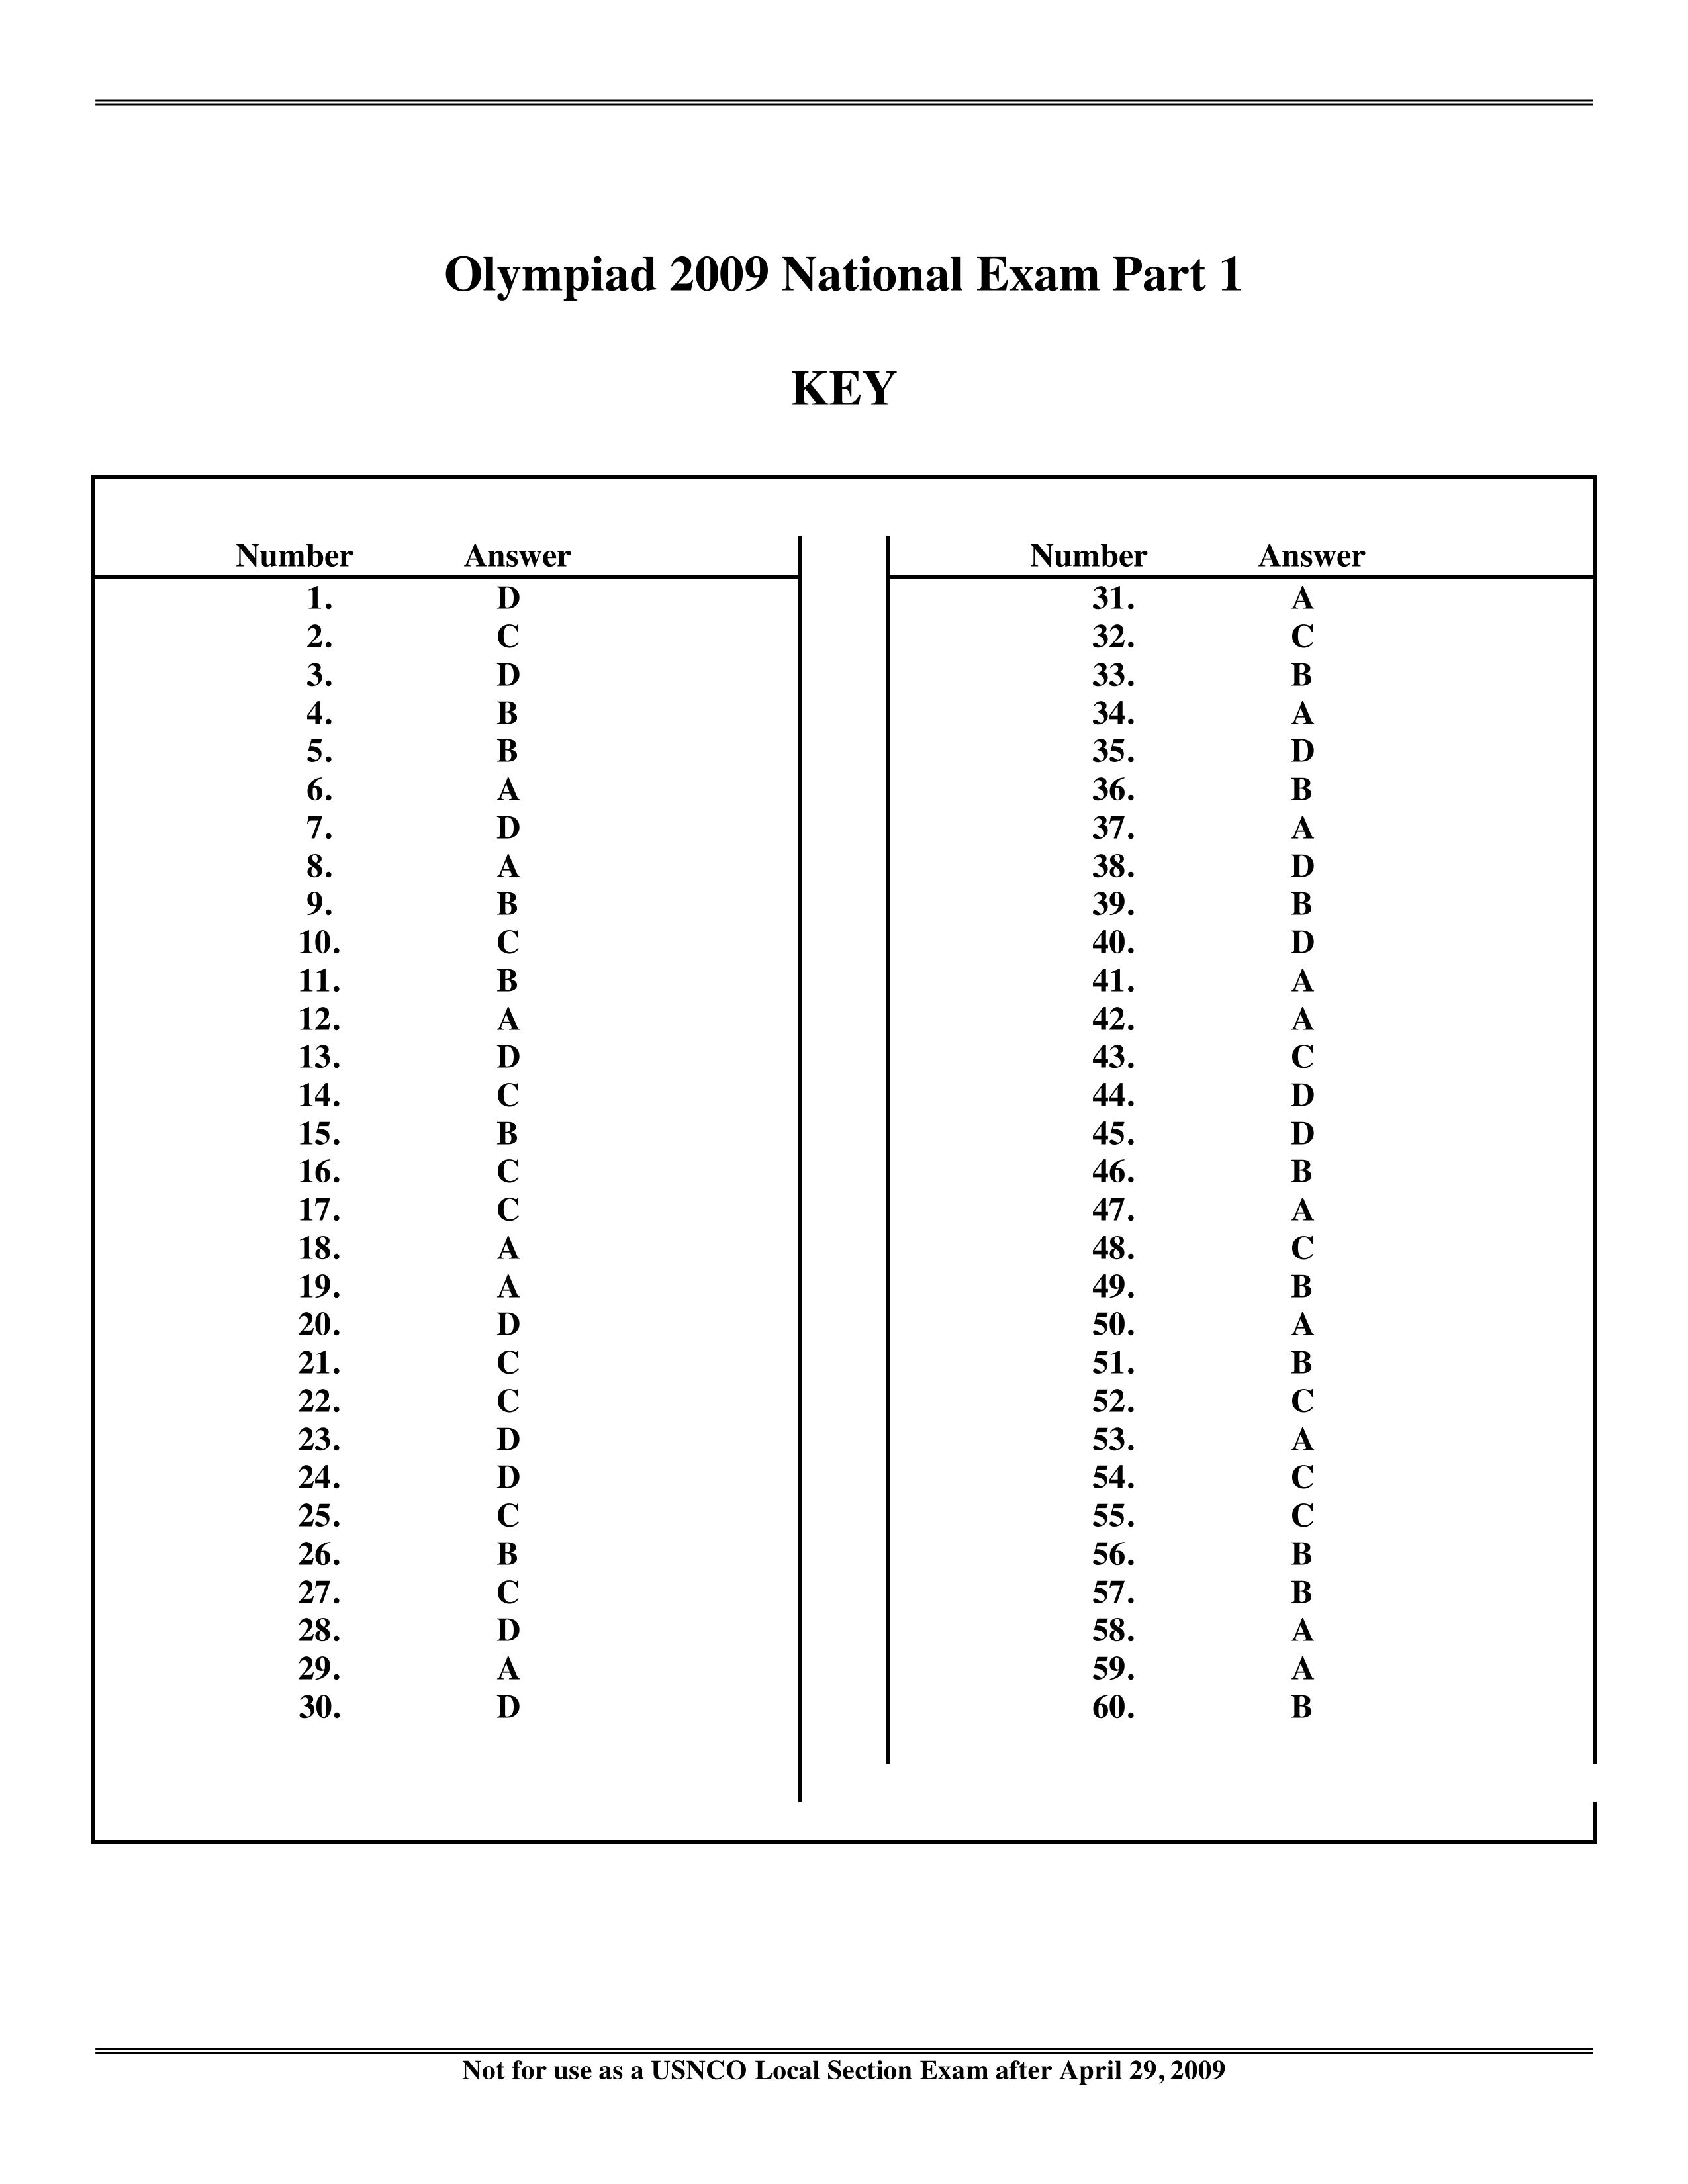 Olympiad 2009 National Exam Part 1
KEY
Number Answer Number Answer
1. D 31. A
2. C 32. C
3. D 33. B
4. B 34. A
5. B 35. D
6. A 36. B
7. D 37. A
8. A 38. D
9. B 39. B
10. C 40. D
11. B 41. A
12. A 42. A
13. D 43. C
14. C 44. D
15. B 45. D
16. C 46. B
17. C 47. A
18. A 48. C
19. A 49. B
20. D 50. A
21. C 51. B
22. C 52. C
23. D 53. A
24. D 54. C
25. C 55. C
26. B 56. B
27. C 57. B
28. D 58. A
29. A 59. A
30. D 60. B
Not for use as a USNCO Local Section Exam after April 29, 2009